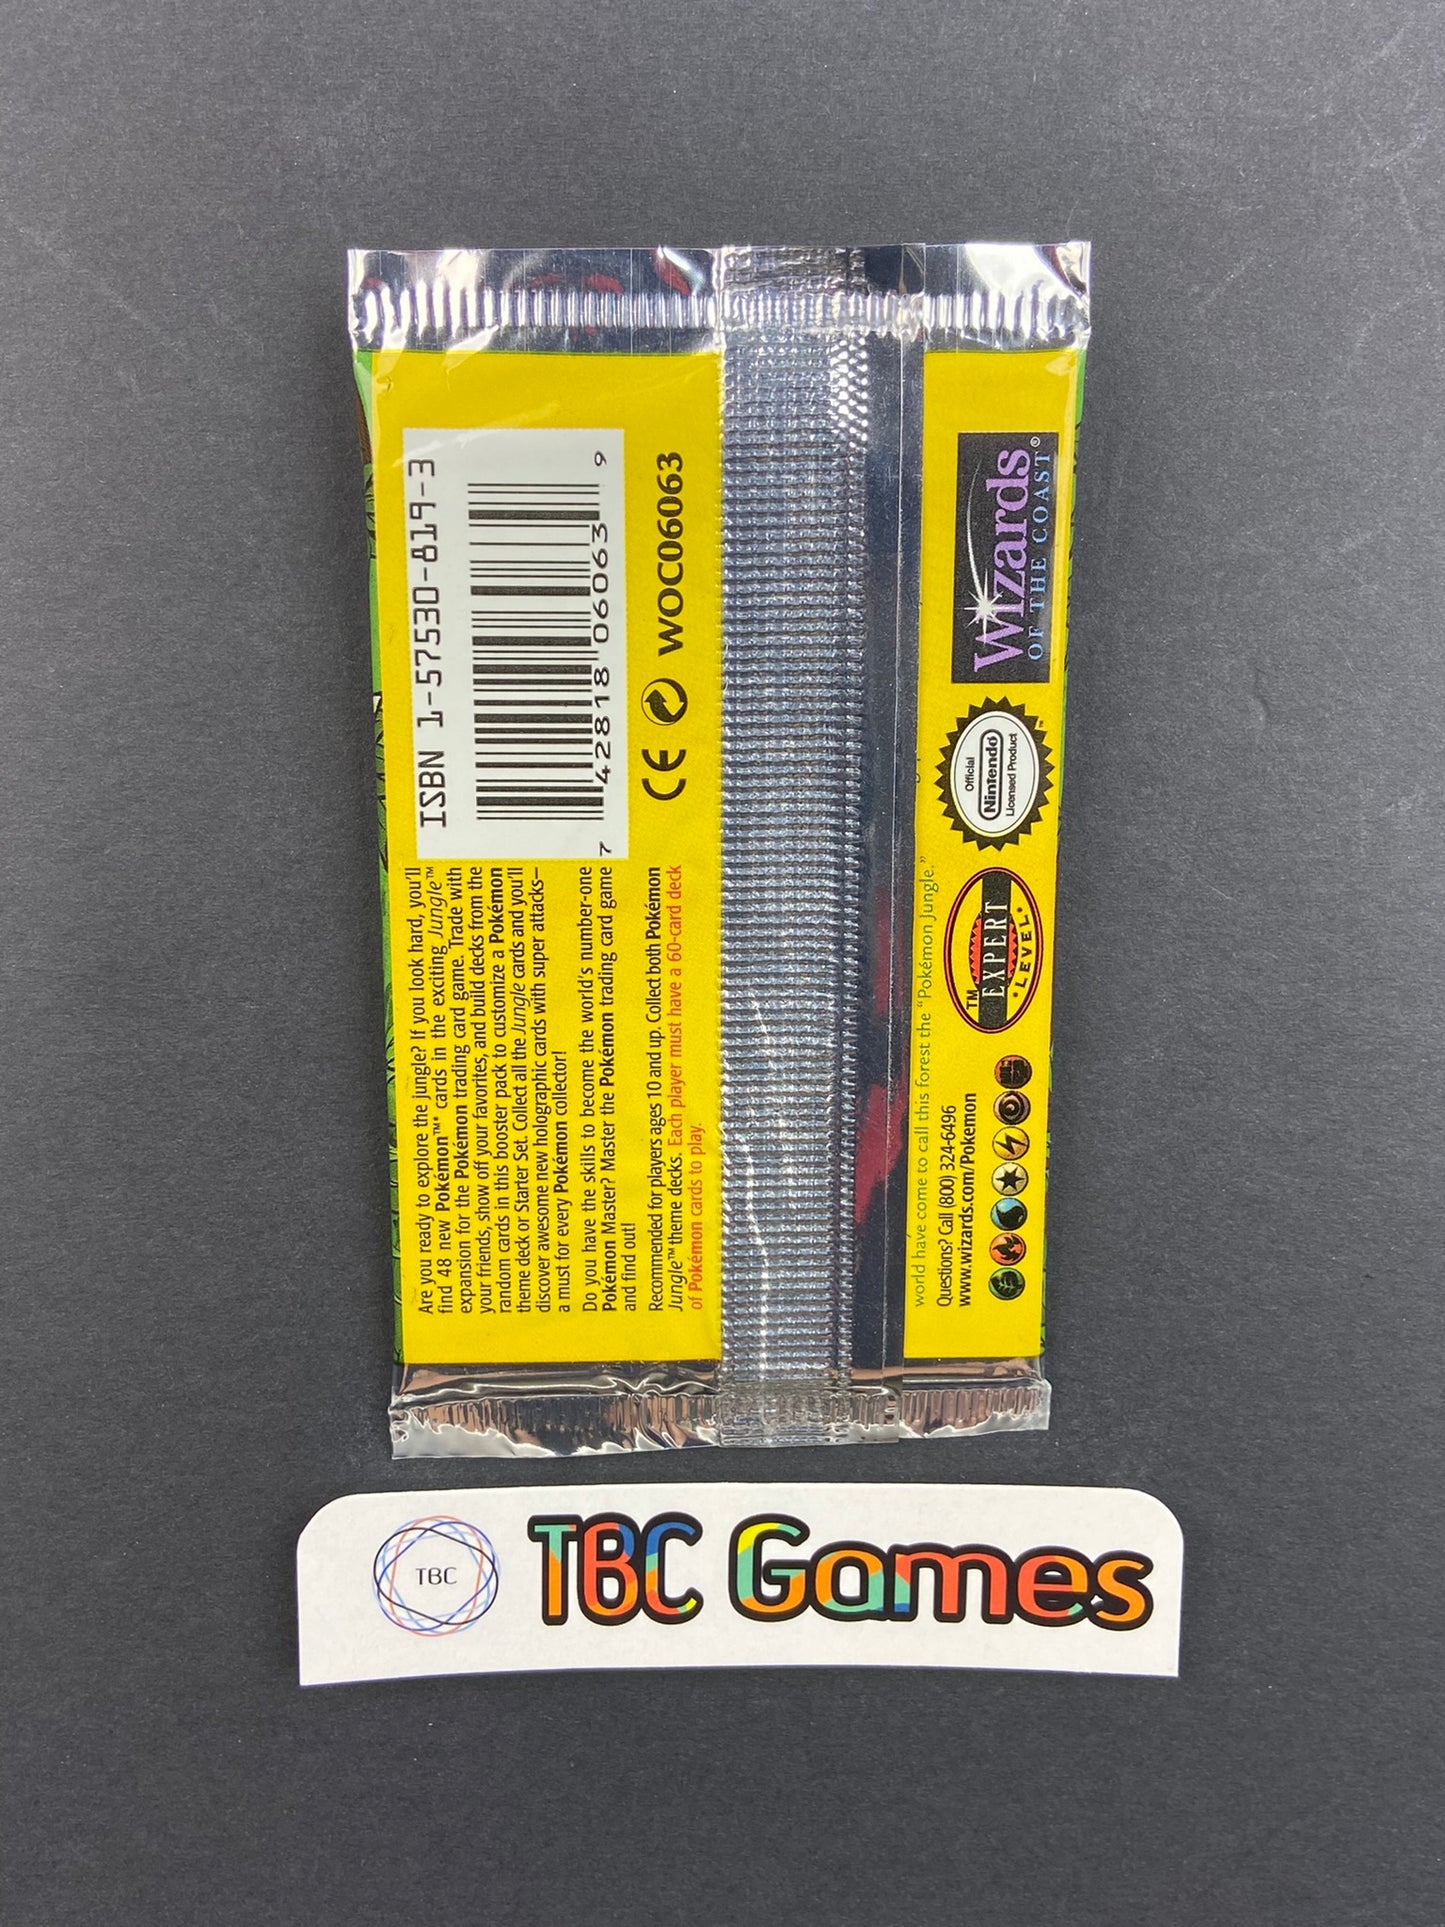 Are you ready to explore the jungle? If you look hard, you'll
find 48 new Pokémon™* cards in the exciting Jungle™
expansion for the Pokémon trading card game. Trade with
your friends, show off your favorites, and build decks from the
random cards in this booster pack to customize a Pokémon
theme deck or Starter Set. Collect all the Jungle cards and you'll
discover awesome new holographic cards with super attacks–
a must for every Pokémon collector!
Do you have the skills to become the world's number-one
Pokémon Master? Master the Pokémon trading card game
and find out!
Recommended for players ages 10 and up. Collect both Pokémon
Jungle™ theme decks. Each player must have a 60-card deck
of Pokémon cards to play.
ISBN 1-57530-819-3
7 42818 06063 9
CE WOC06063
world have come to call this forest the “Pokémon Jungle.”
Questions? Call (800) 324-6496
www.wizards.com/Pokemon
TM
EXPERT
LEVEL
Official
Nintendo
Licensed Product
™
Wizards
OF THE COAST®
TBC
TBC Games